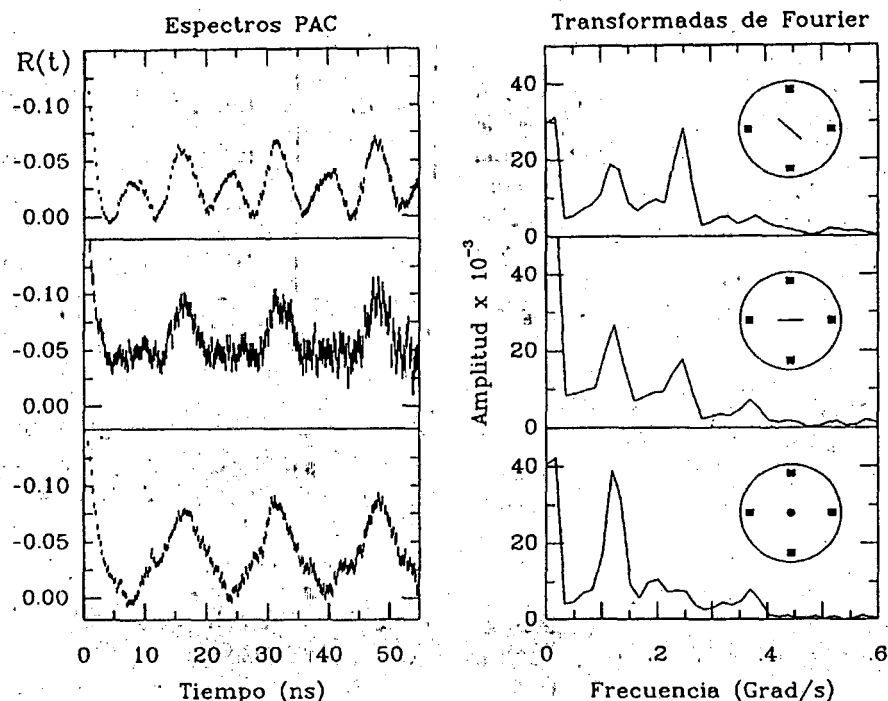 Espectros PAC
Transformadas de Fourier
R(t)
-0.10
-0.05
0.00
-0.10
-0.05
0.00
-0.10
-0.05
0.00
0 10 20 30 40 50
Tiempo (ns)
Amplitud x 10⁻³
40
20
0
40
20
0
40
20
0
0 .2 .4 0.6
Frecuencia (Grad/s)